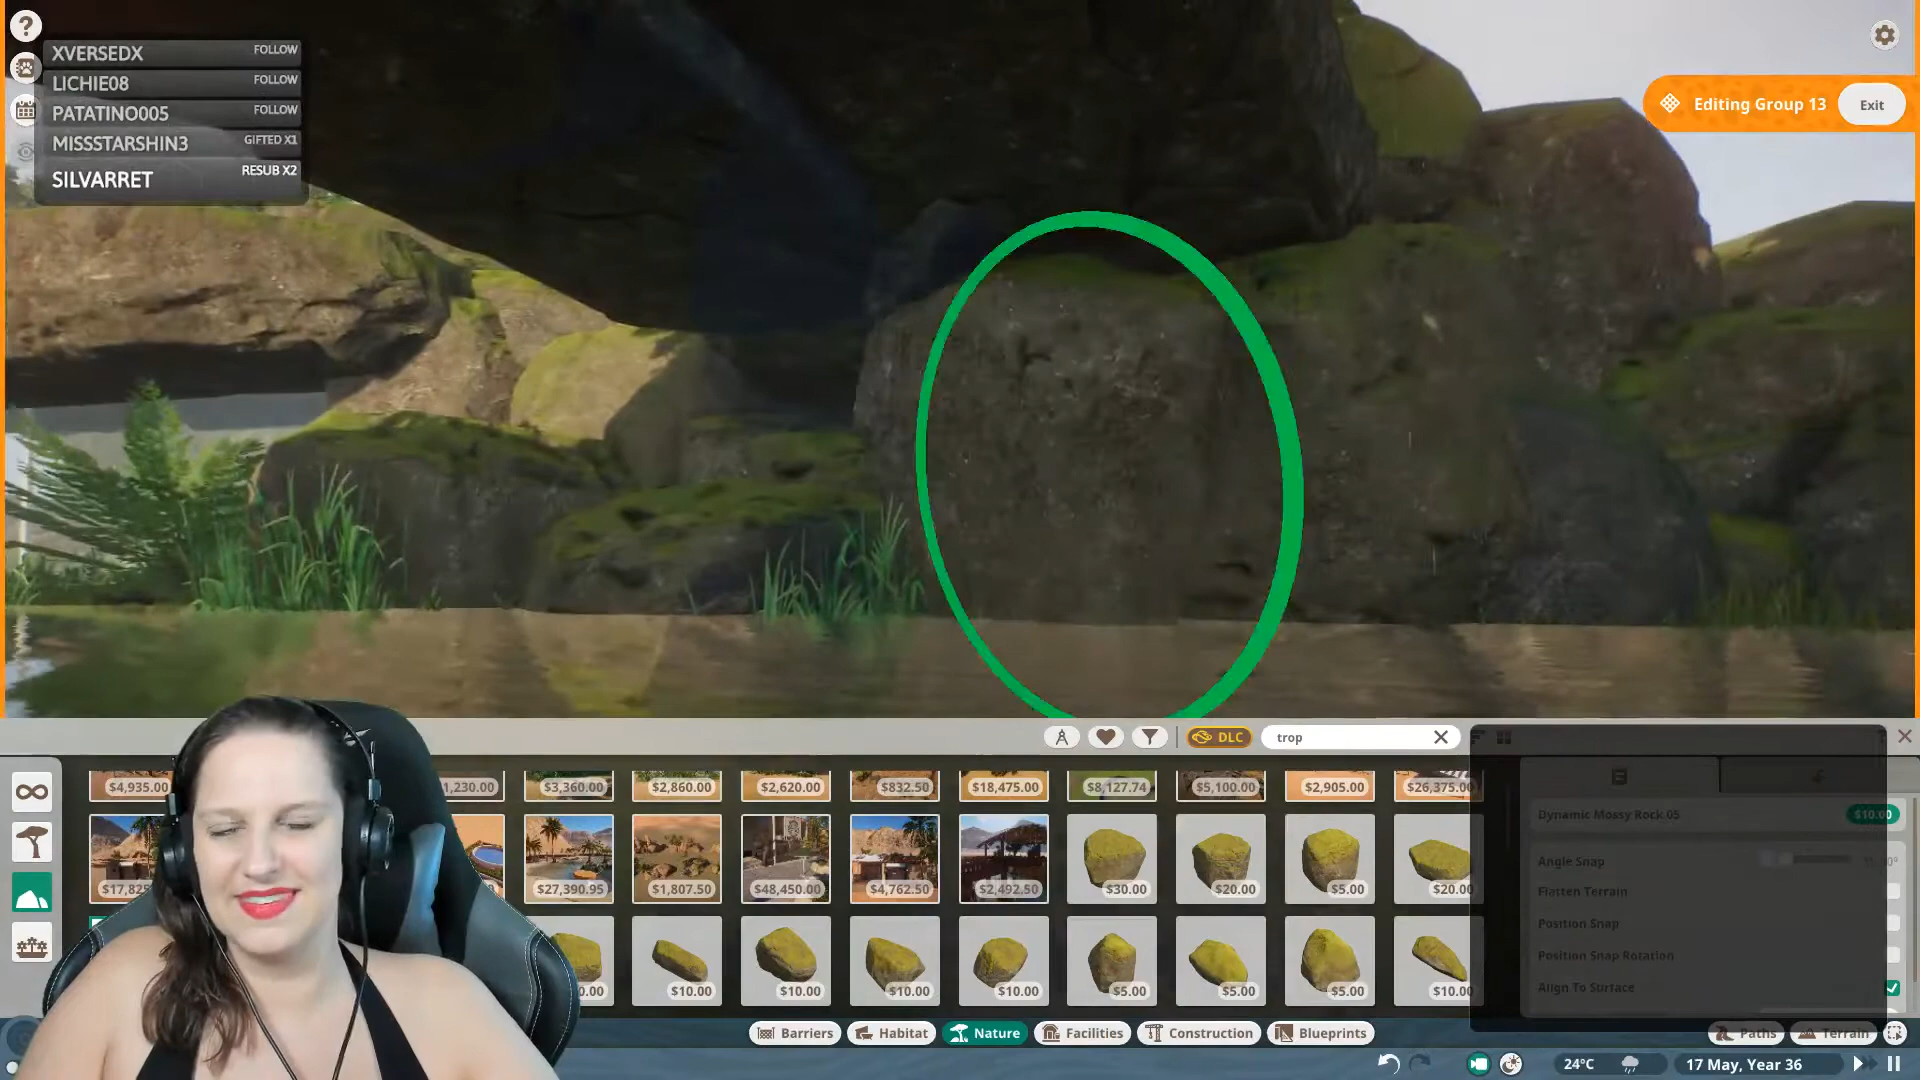 ?
XVERSEDX FOLLOW
LICHIE08 FOLLOW
PATATINO005 FOLLOW
MISSSTARSHIN3 GIFTED X1
SILVARRET RESUB X2
Editing Group 13 Exit
DLC trop
$4,935.00 1,230.00 $3,360.00 $2,860.00 $2,620.00 $832.50 $18,475.00 $8,127.74 $5,100.00 $2,905.00 $26,375.00
$27,390.95 $1,807.50 $48,450.00 $4,762.50 $2,492.50 $30.00 $20.00 $5.00 $20.00
$10.00 $10.00 $10.00 $10.00 $5.00 $5.00 $5.00 $10.00
Dynamic Mossy Rock 05 $10.00
Angle Snap
Flatten Terrain
Position Snap
Position Snap Rotation
Align To Surface
Barriers Habitat Nature Facilities Construction Blueprints Paths Terrain
24°C 17 May, Year 36